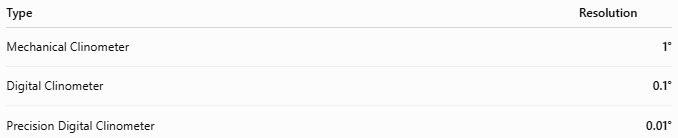 Type Resolution
Mechanical Clinometer 1°
Digital Clinometer 0.1°
Precision Digital Clinometer 0.01°